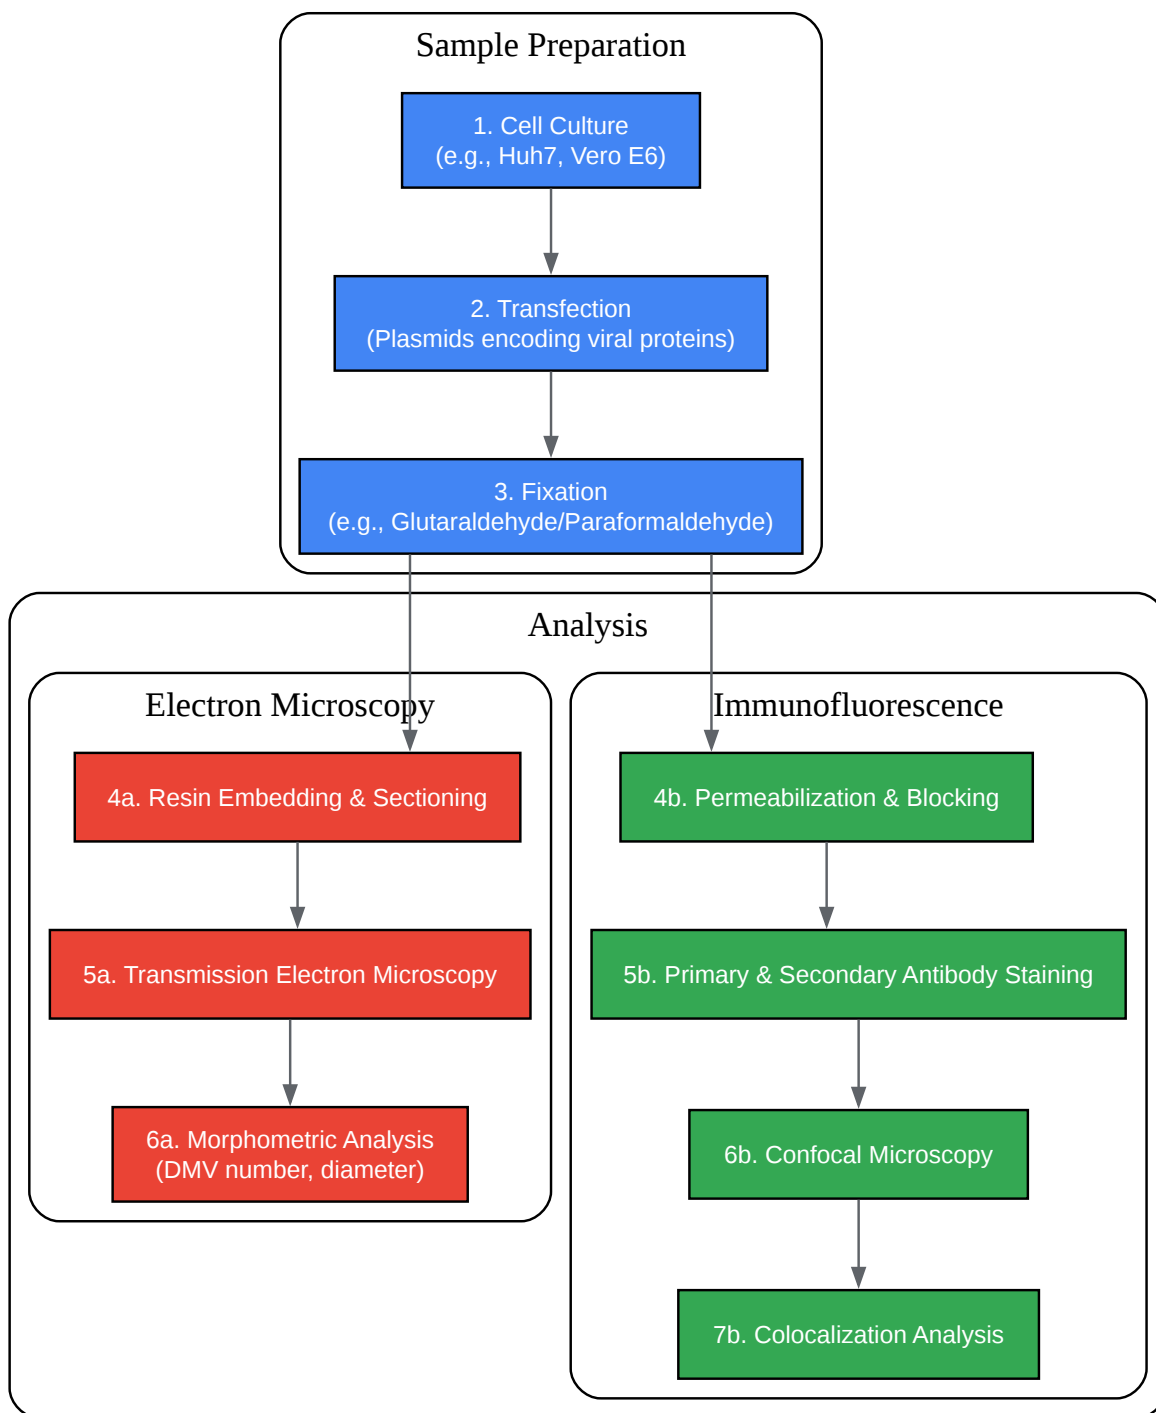 Sample Preparation
1. Cell Culture
(e.g., Huh7, Vero E6)
2. Transfection
(Plasmids encoding viral proteins)
3. Fixation
(e.g., Glutaraldehyde/Paraformaldehyde)
Analysis
Electron Microscopy
4a. Resin Embedding & Sectioning
5a. Transmission Electron Microscopy
6a. Morphometric Analysis
(DMV number, diameter)
Immunofluorescence
4b. Permeabilization & Blocking
5b. Primary & Secondary Antibody Staining
6b. Confocal Microscopy
7b. Colocalization Analysis